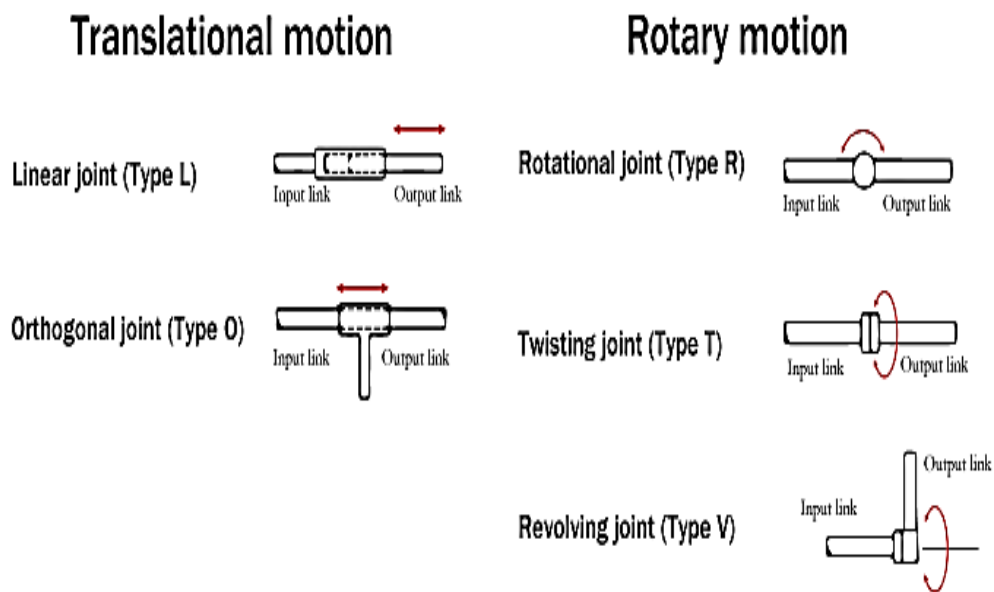 Translational motion
Linear joint (Type L)
Input link
Output link
Orthogonal joint (Type O)
Input link
Output link
Rotary motion
Rotational joint (Type R)
Input link
Output link
Twisting joint (Type T)
Input link
Output link
Revolving joint (Type V)
Input link
Output link